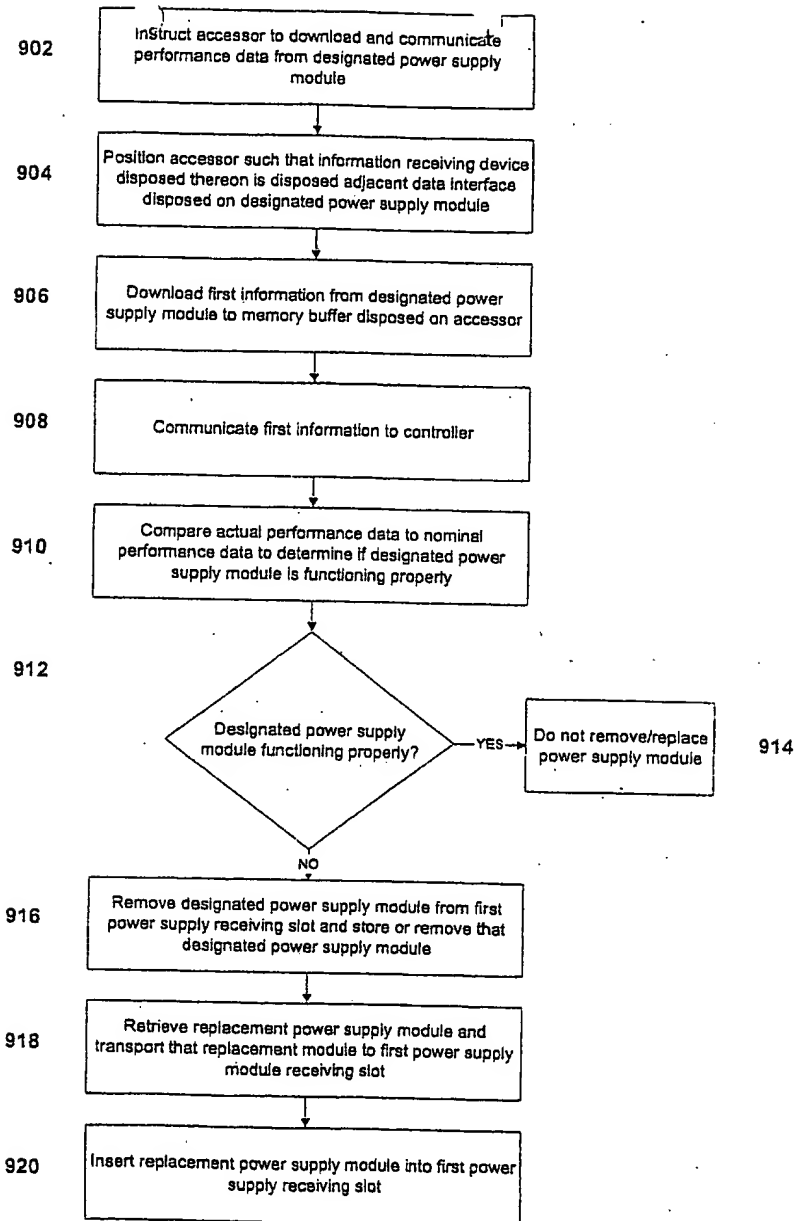 902
Instruct accessor to download and communicate
performance data from designated power supply
module
904
Position accessor such that information receiving device
disposed thereon is disposed adjacent data interface
disposed on designated power supply module
906
Download first information from designated power
supply module to memory buffer disposed on accessor
908
Communicate first information to controller
910
Compare actual performance data to nominal
performance data to determine if designated power
supply module is functioning property
912
Designated power supply
module functioning properly?
YES
Do not remove/replace
power supply module
914
NO
916
Remove designated power supply module from first
power supply receiving slot and store or remove that
designated power supply module
918
Retrieve replacement power supply module and
transport that replacement module to first power supply
module receiving slot
920
Insert replacement power supply module into first power
supply receiving slot